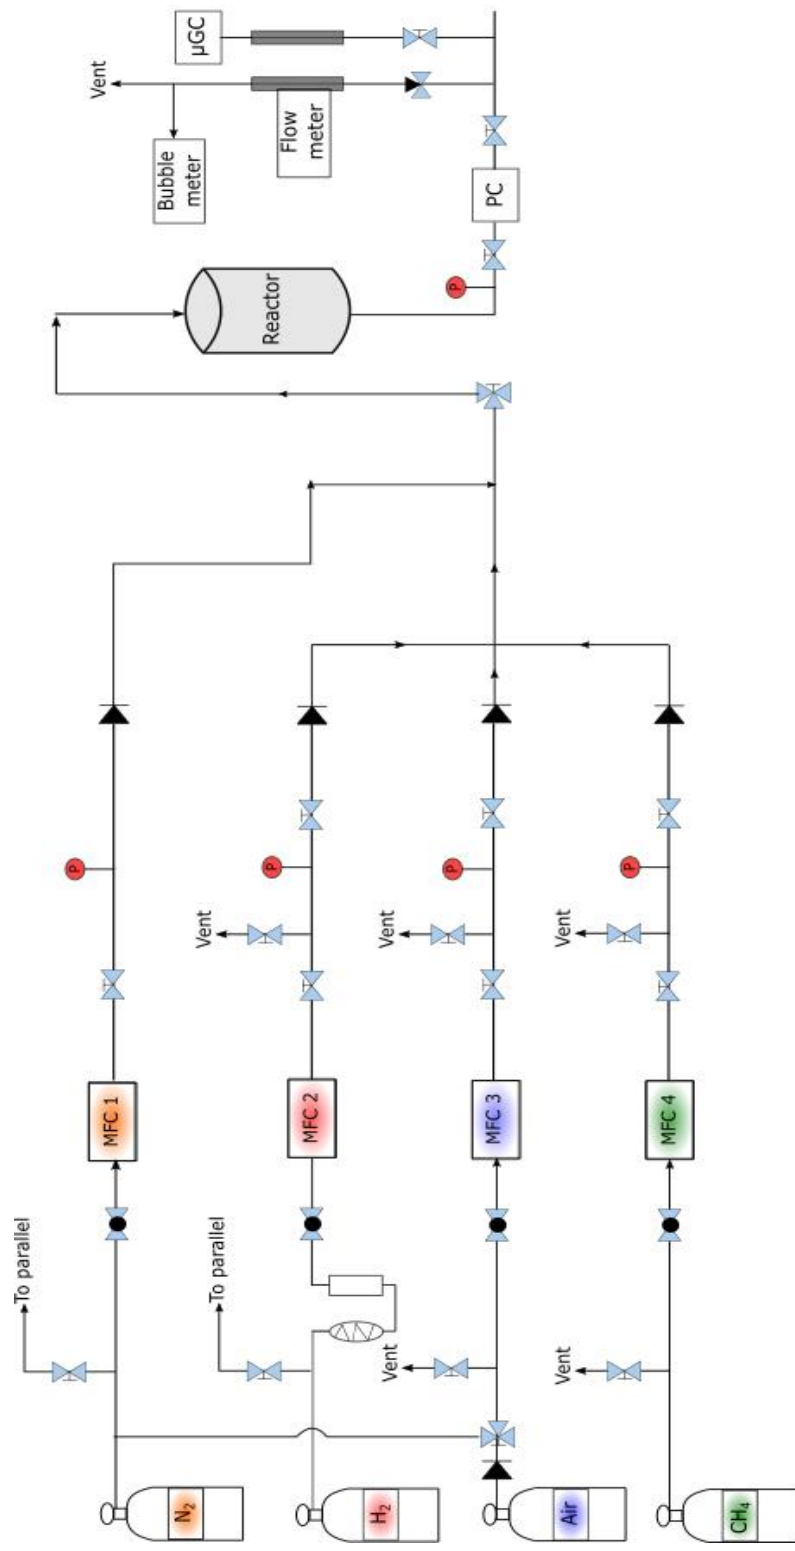 µGC
Vent
Bubble
meter
Flow
meter
PC
P
Reactor
P
P
P
P
Vent
Vent
Vent
MFC 1
MFC 2
MFC 3
MFC 4
To parallel
To parallel
Vent
Vent
N₂
H₂
Air
CH₄